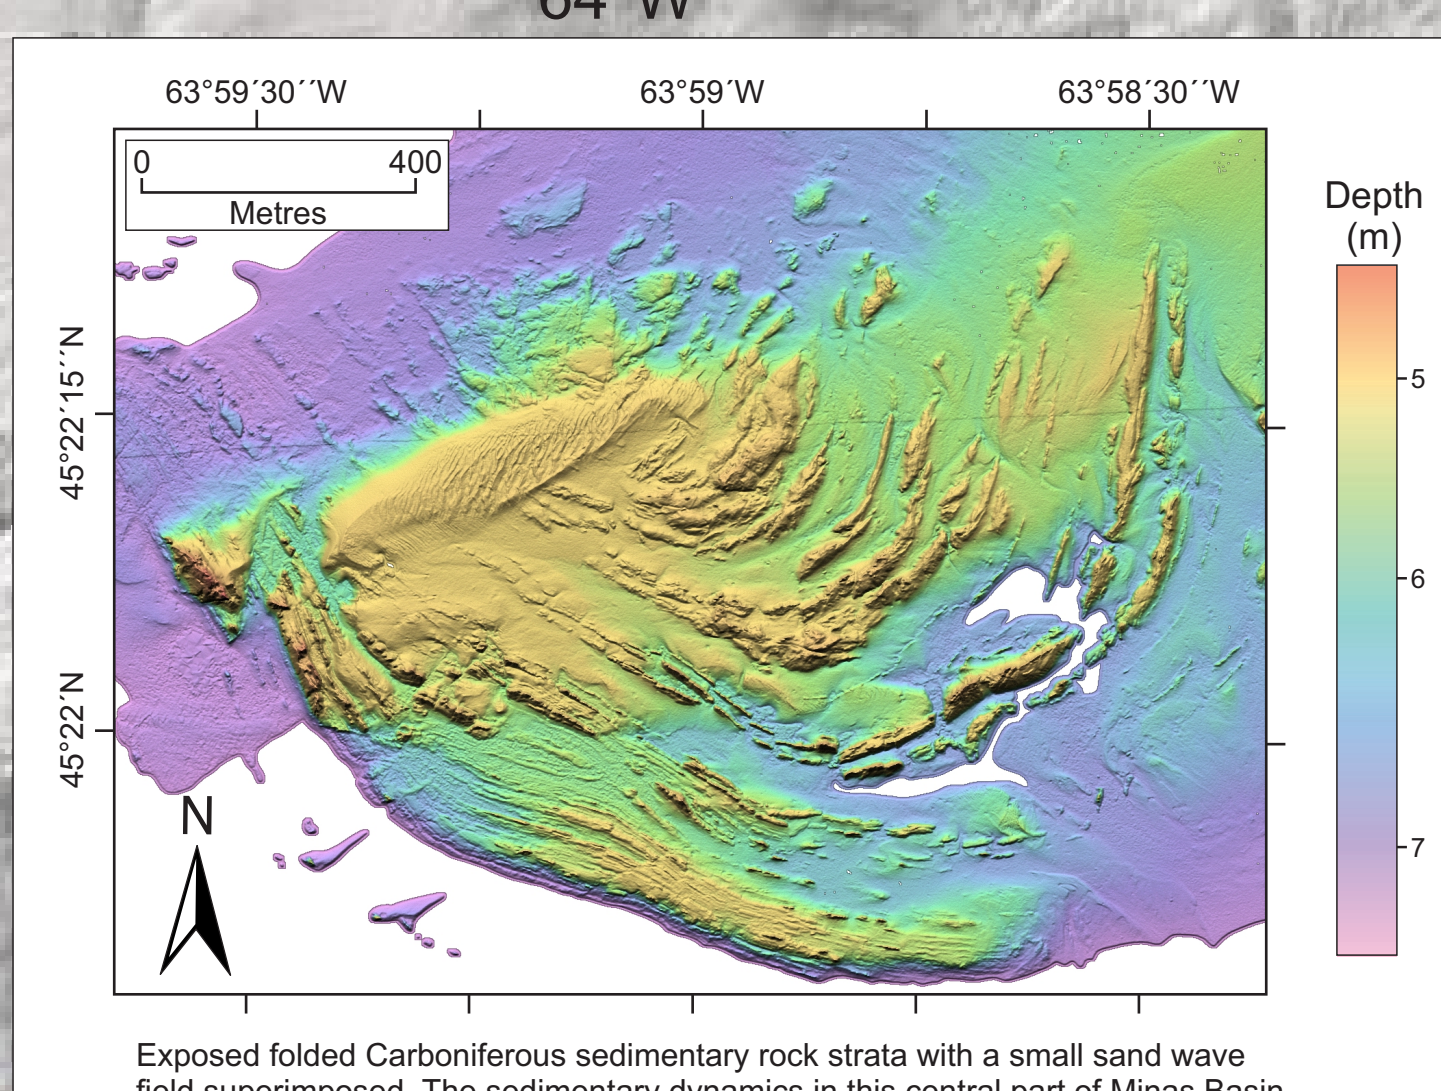 64°W
63°59´30´´W 63°59´W 63°58´30´´W
0 400
Metres
Depth
(m)
5
6
7
45°22´15´´N
45°22´N
N
Exposed folded Carboniferous sedimentary rock strata with a small sand wave
field superimposed. The sedimentary dynamics in this central part of Minas Basin